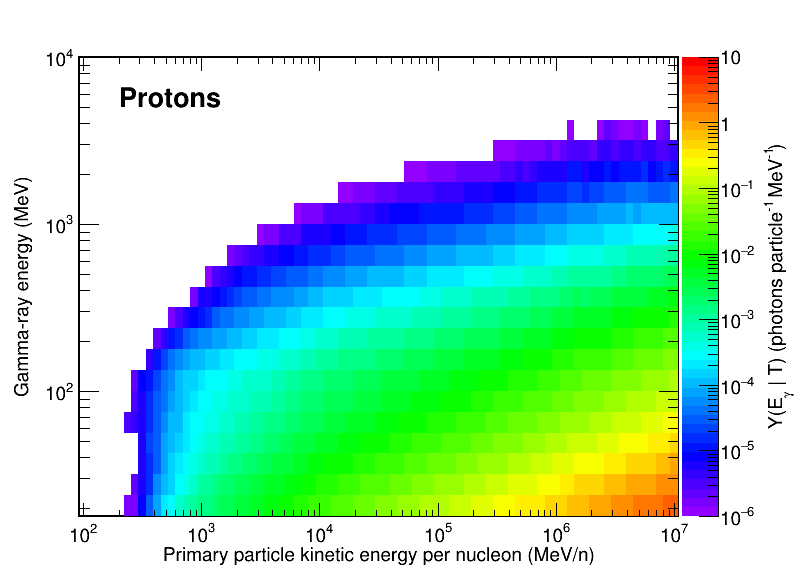 Protons
Gamma-ray energy (MeV)
10⁴
10³
10²
10² 10³ 10⁴ 10⁵ 10⁶ 10⁷
Primary particle kinetic energy per nucleon (MeV/n)
10
1
10⁻¹
10⁻²
10⁻³
10⁻⁴
10⁻⁵
10⁻⁶
Y(E_γ | T) (photons particle⁻¹ MeV⁻¹)